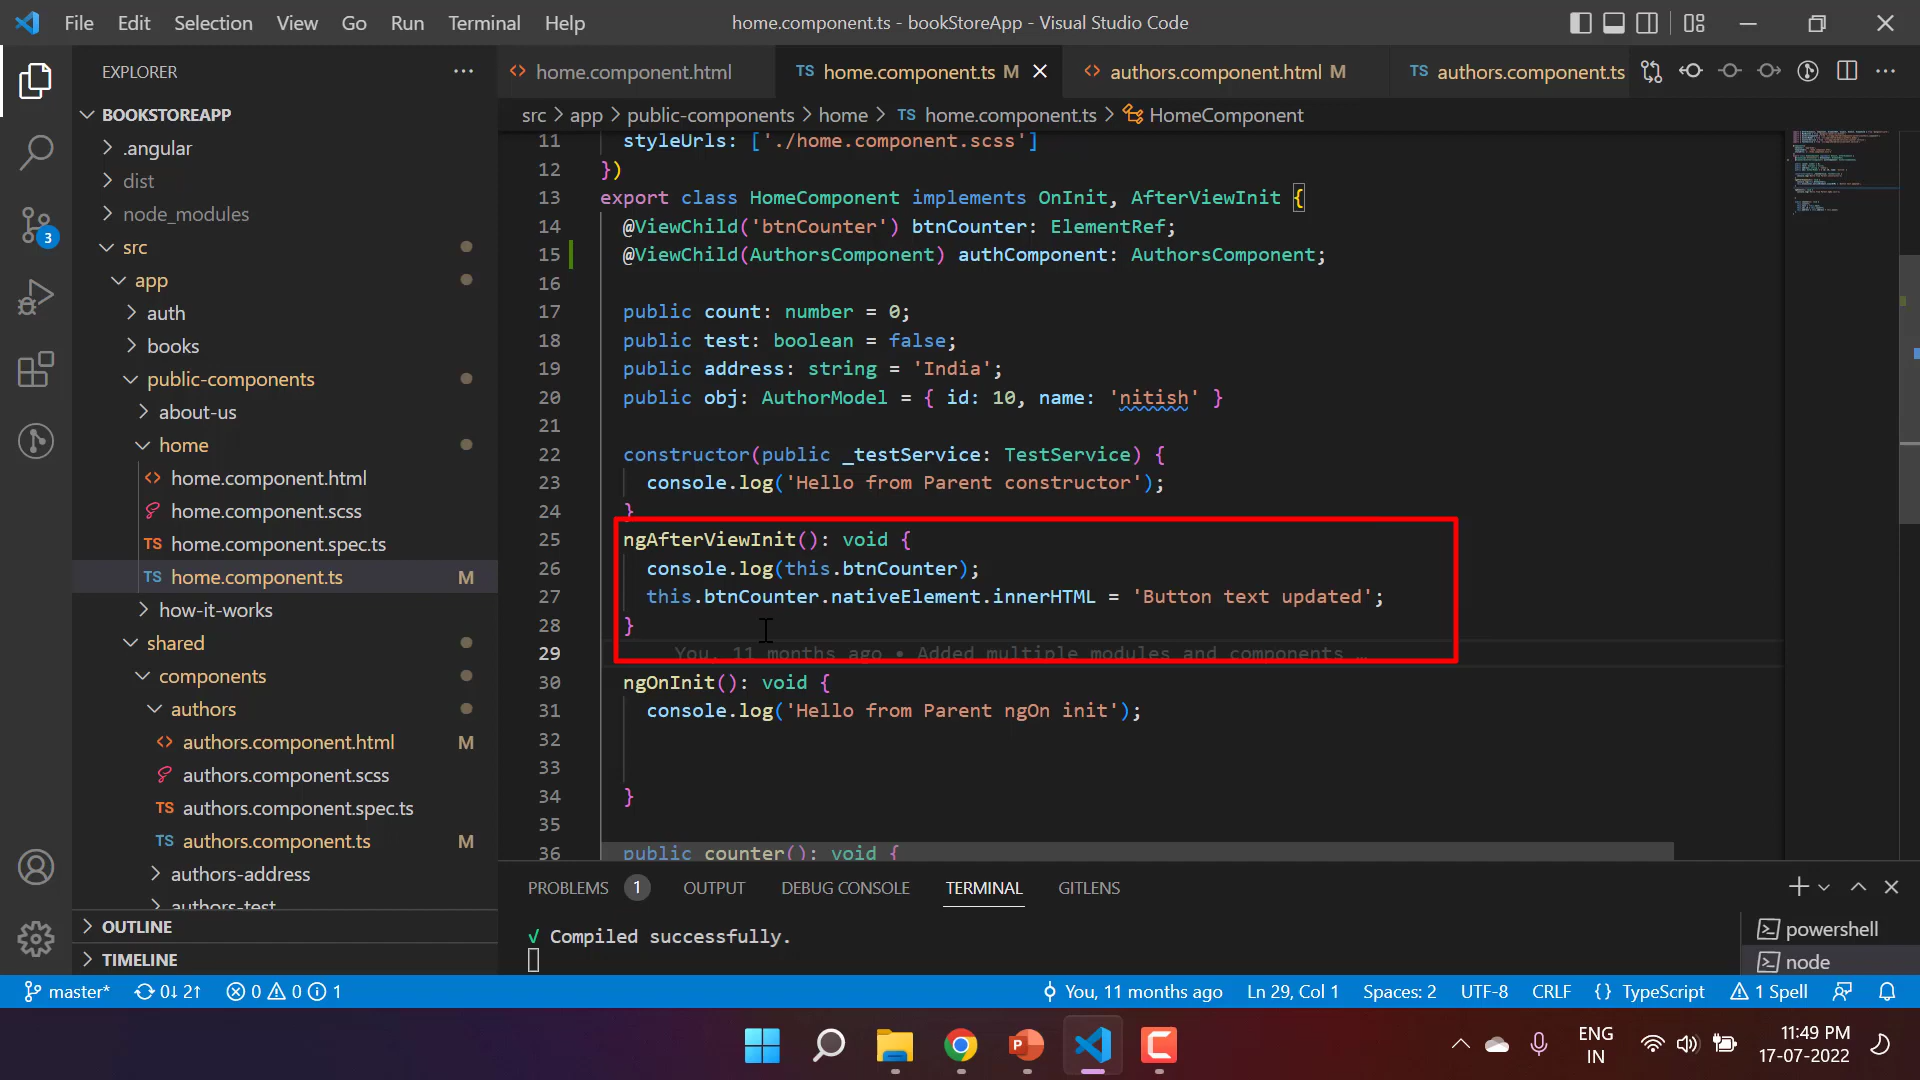 File Edit Selection View Go Run Terminal Help
home.component.ts - bookStoreApp - Visual Studio Code
EXPLORER
BOOKSTOREAPP
.angular
dist
node_modules
src
app
auth
books
public-components
about-us
home
home.component.html
home.component.scss
TS home.component.spec.ts
TS home.component.ts M
how-it-works
shared
components
authors
authors.component.html M
authors.component.scss
TS authors.component.spec.ts
TS authors.component.ts M
authors-address
authors-test
OUTLINE
TIMELINE
3
home.component.html
TS home.component.ts M
authors.component.html M
TS authors.component.ts
src > app > public-components > home > TS home.component.ts > HomeComponent
11 styleUrls: ['./home.component.scss']
12 })
13 export class HomeComponent implements OnInit, AfterViewInit {
14 @ViewChild('btnCounter') btnCounter: ElementRef;
15 @ViewChild(AuthorsComponent) authComponent: AuthorsComponent;
16
17 public count: number = 0;
18 public test: boolean = false;
19 public address: string = 'India';
20 public obj: AuthorModel = { id: 10, name: 'nitish' }
21
22 constructor(public _testService: TestService) {
23 console.log('Hello from Parent constructor');
24 }
25 ngAfterViewInit(): void {
26 console.log(this.btnCounter);
27 this.btnCounter.nativeElement.innerHTML = 'Button text updated';
28 }
29 You, 11 months ago • Added multiple modules and components …
30 ngOnInit(): void {
31 console.log('Hello from Parent ngOn init');
32
33
34 }
35
36 public counter(): void {
PROBLEMS 1 OUTPUT DEBUG CONSOLE TERMINAL GITLENS
√ Compiled successfully.
powershell
node
master* 0↓ 2↑ 0 0 1
You, 11 months ago Ln 29, Col 1 Spaces: 2 UTF-8 CRLF {} TypeScript 1 Spell
P
ENG
IN
11:49 PM
17-07-2022